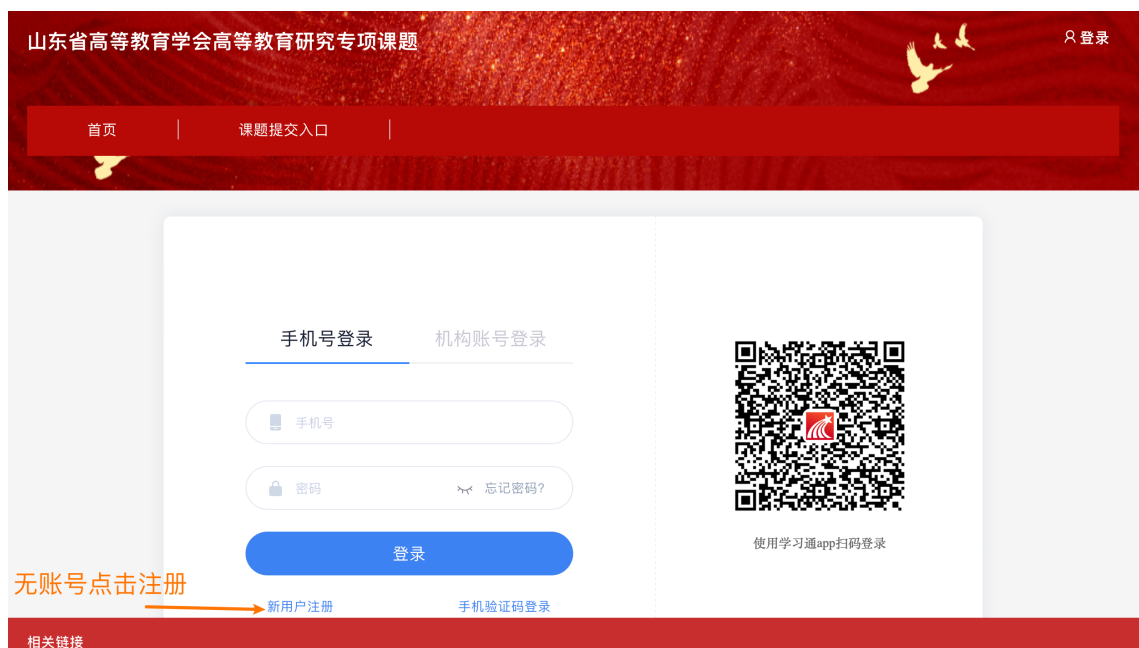 山东省高等教育学会高等教育研究专项课题
登录
首页
课题提交入口
手机号登录
机构账号登录
手机号
密码
忘记密码?
登录
使用学习通app扫码登录
无账号点击注册
新用户注册
手机验证码登录
相关链接